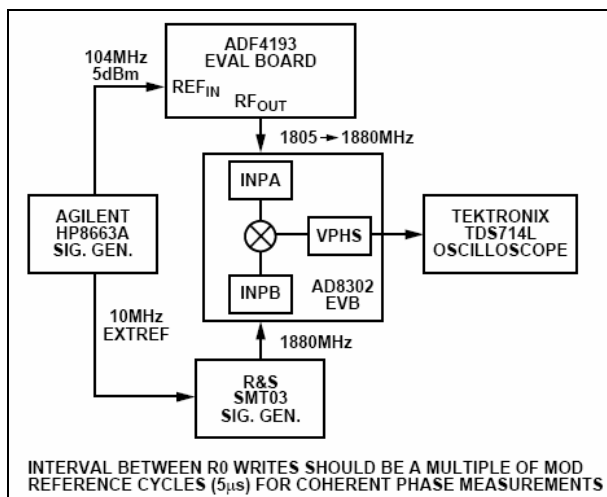 104MHz
5dBm
ADF4193
EVAL BOARD
REFIN
RFOUT
1805→1880MHz
INPA
AGILENT
HP8663A
SIG. GEN.
VPHS
TEKTRONIX
TDS714L
OSCILLOSCOPE
INPB
AD8302
EVB
10MHz
EXTREF
1880MHz
R&S
SMT03
SIG. GEN.
INTERVAL BETWEEN R0 WRITES SHOULD BE A MULTIPLE OF MOD
REFERENCE CYCLES (5μs) FOR COHERENT PHASE MEASUREMENTS